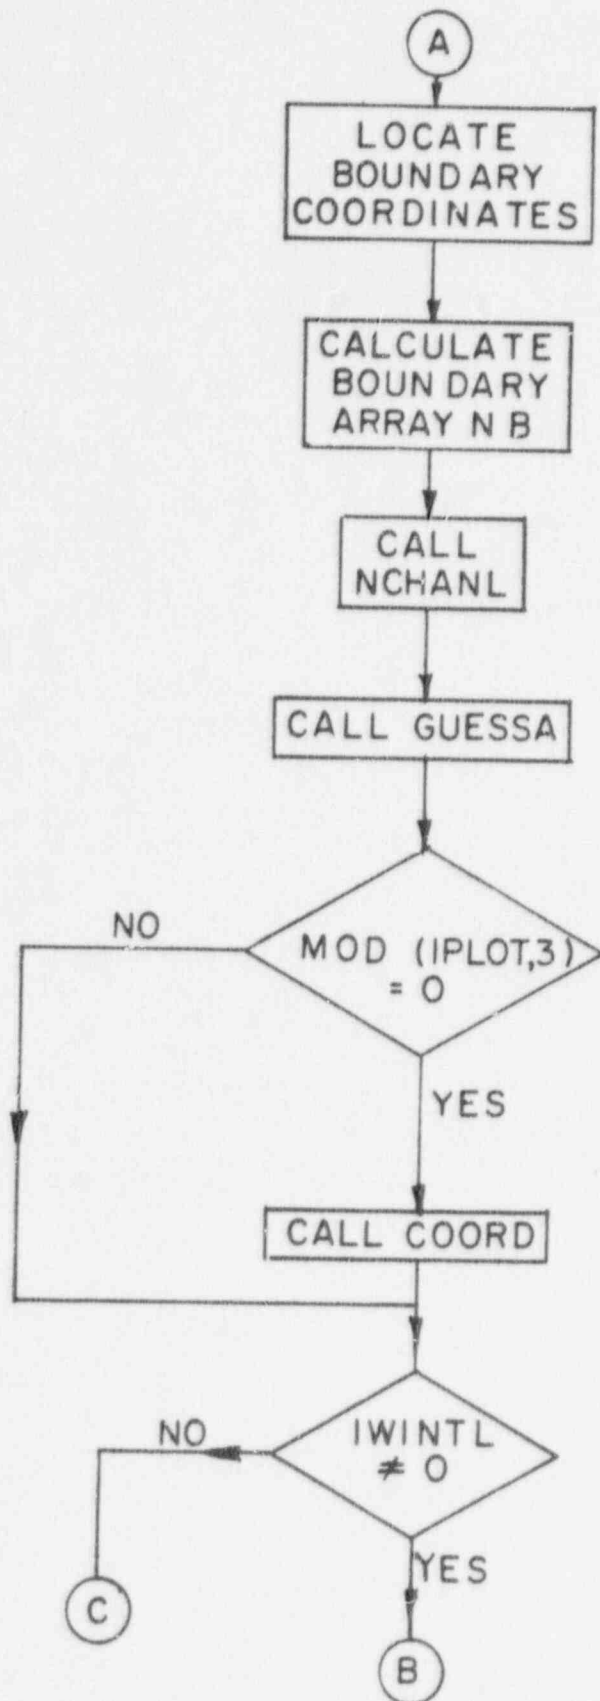 A
LOCATE
BOUNDARY
COORDINATES
CALCULATE
BOUNDARY
ARRAY NB
CALL
NCHANL
CALL GUESSA
NO
MOD (IPLOT,3)
= 0
YES
CALL COORD
NO
IWINTL
≠ 0
YES
C
B